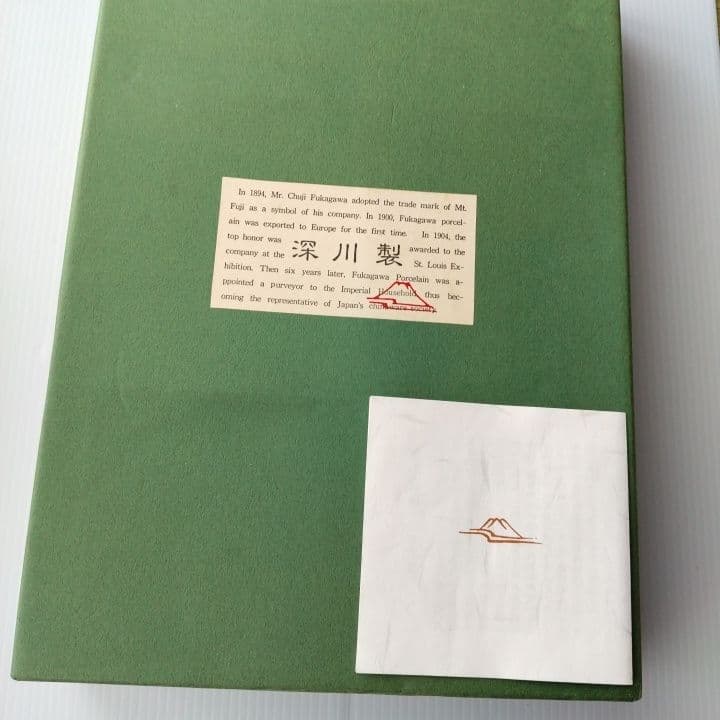 In 1894, Mr. Chuji Fukagawa adopted the trade mark of Mt.
Fuji as a symbol of his company. In 1900, Fukagawa porcel-
ain was exported to Europe for the first time. In 1904, the
top honor was 深川製 awarded to the
company at the St. Louis Ex-
hibition. Then six years later, Fukagawa Porcelain was a-
ppointed a purveyor to the Imperial Household, thus bec-
oming the representative of Japan's chinaware society.